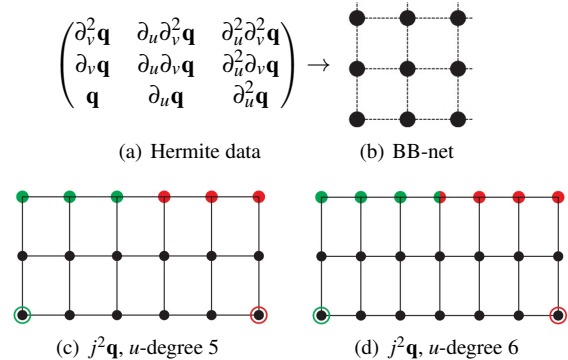 ∂_v^2 q ∂_u∂_v^2 q ∂_u^2∂_v^2 q
∂_v q ∂_u∂_v q ∂_u^2∂_v q
q ∂_u q ∂_u^2 q
→
(a) Hermite data (b) BB-net
(c) j^2 q, u-degree 5 (d) j^2 q, u-degree 6